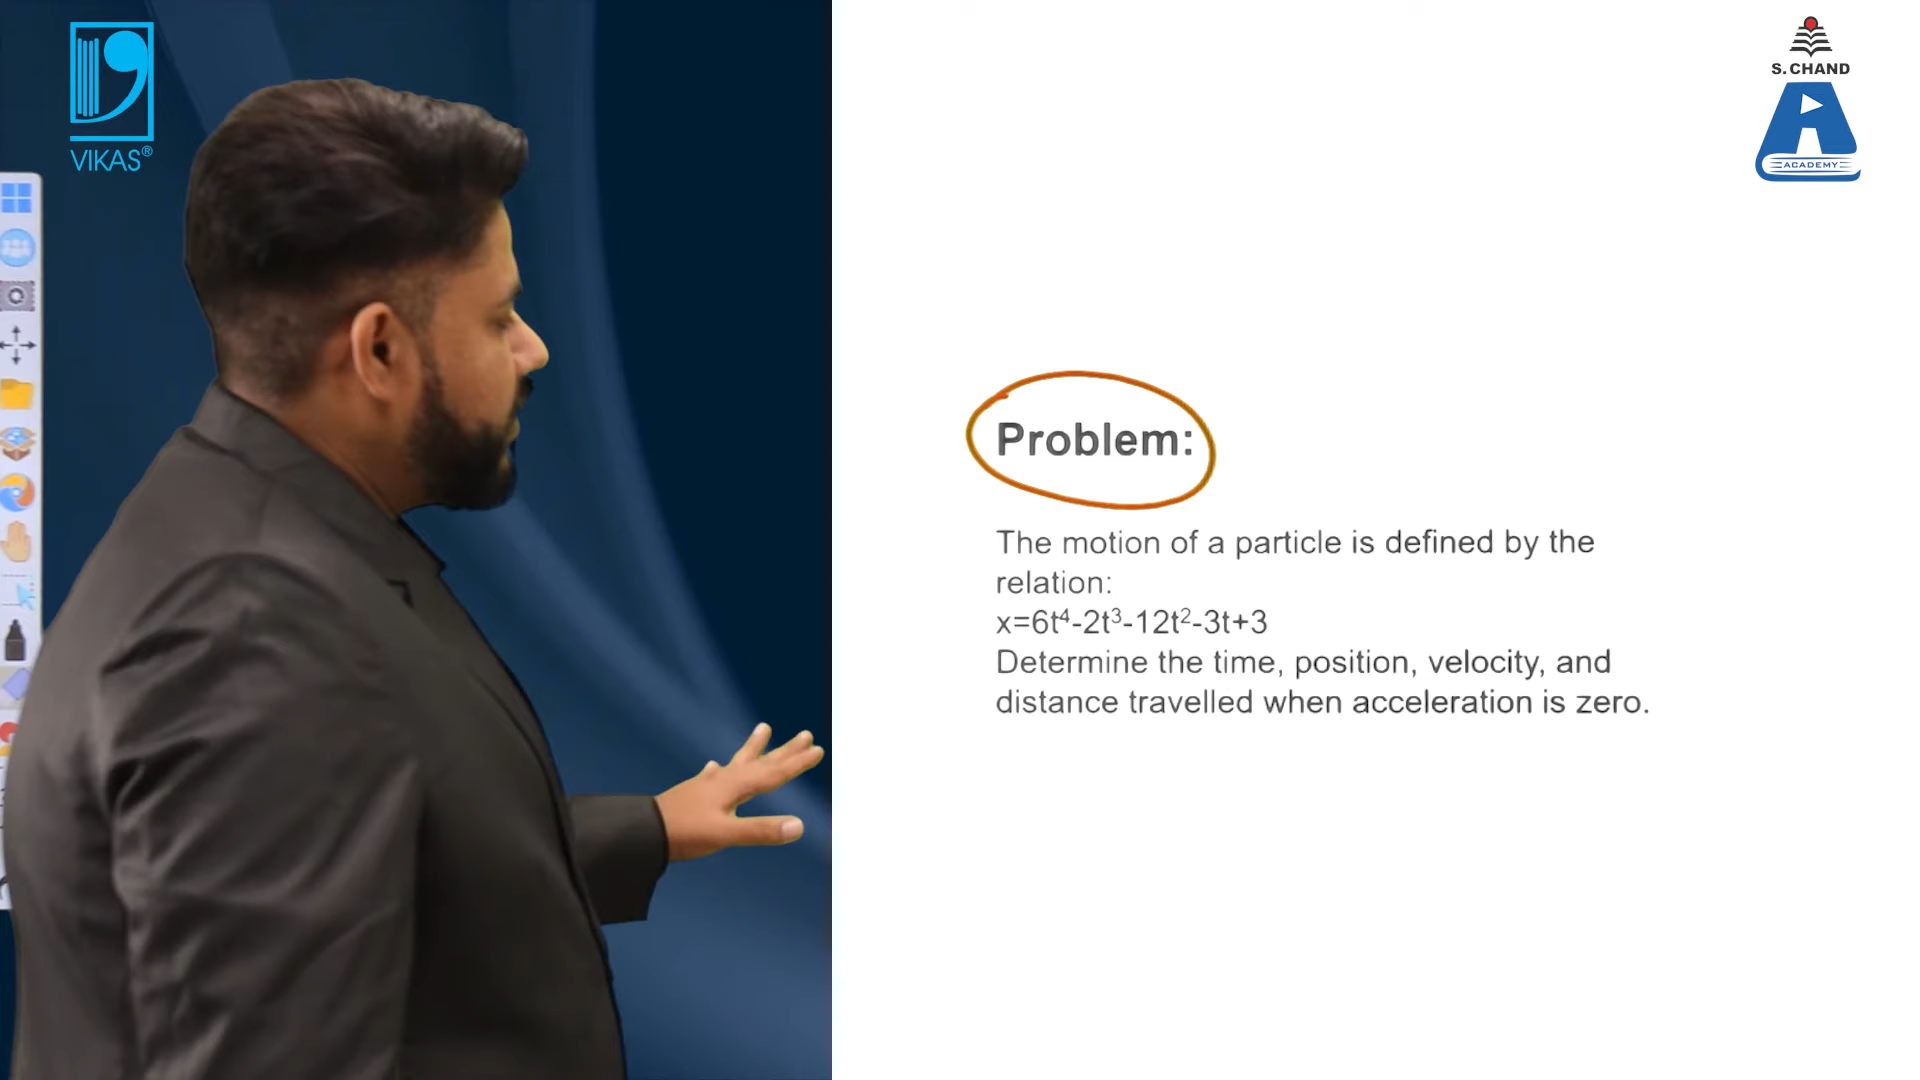 VIKAS®
S. CHAND
ACADEMY
Problem:
The motion of a particle is defined by the
relation:
x=6t⁴-2t³-12t²-3t+3
Determine the time, position, velocity, and
distance travelled when acceleration is zero.